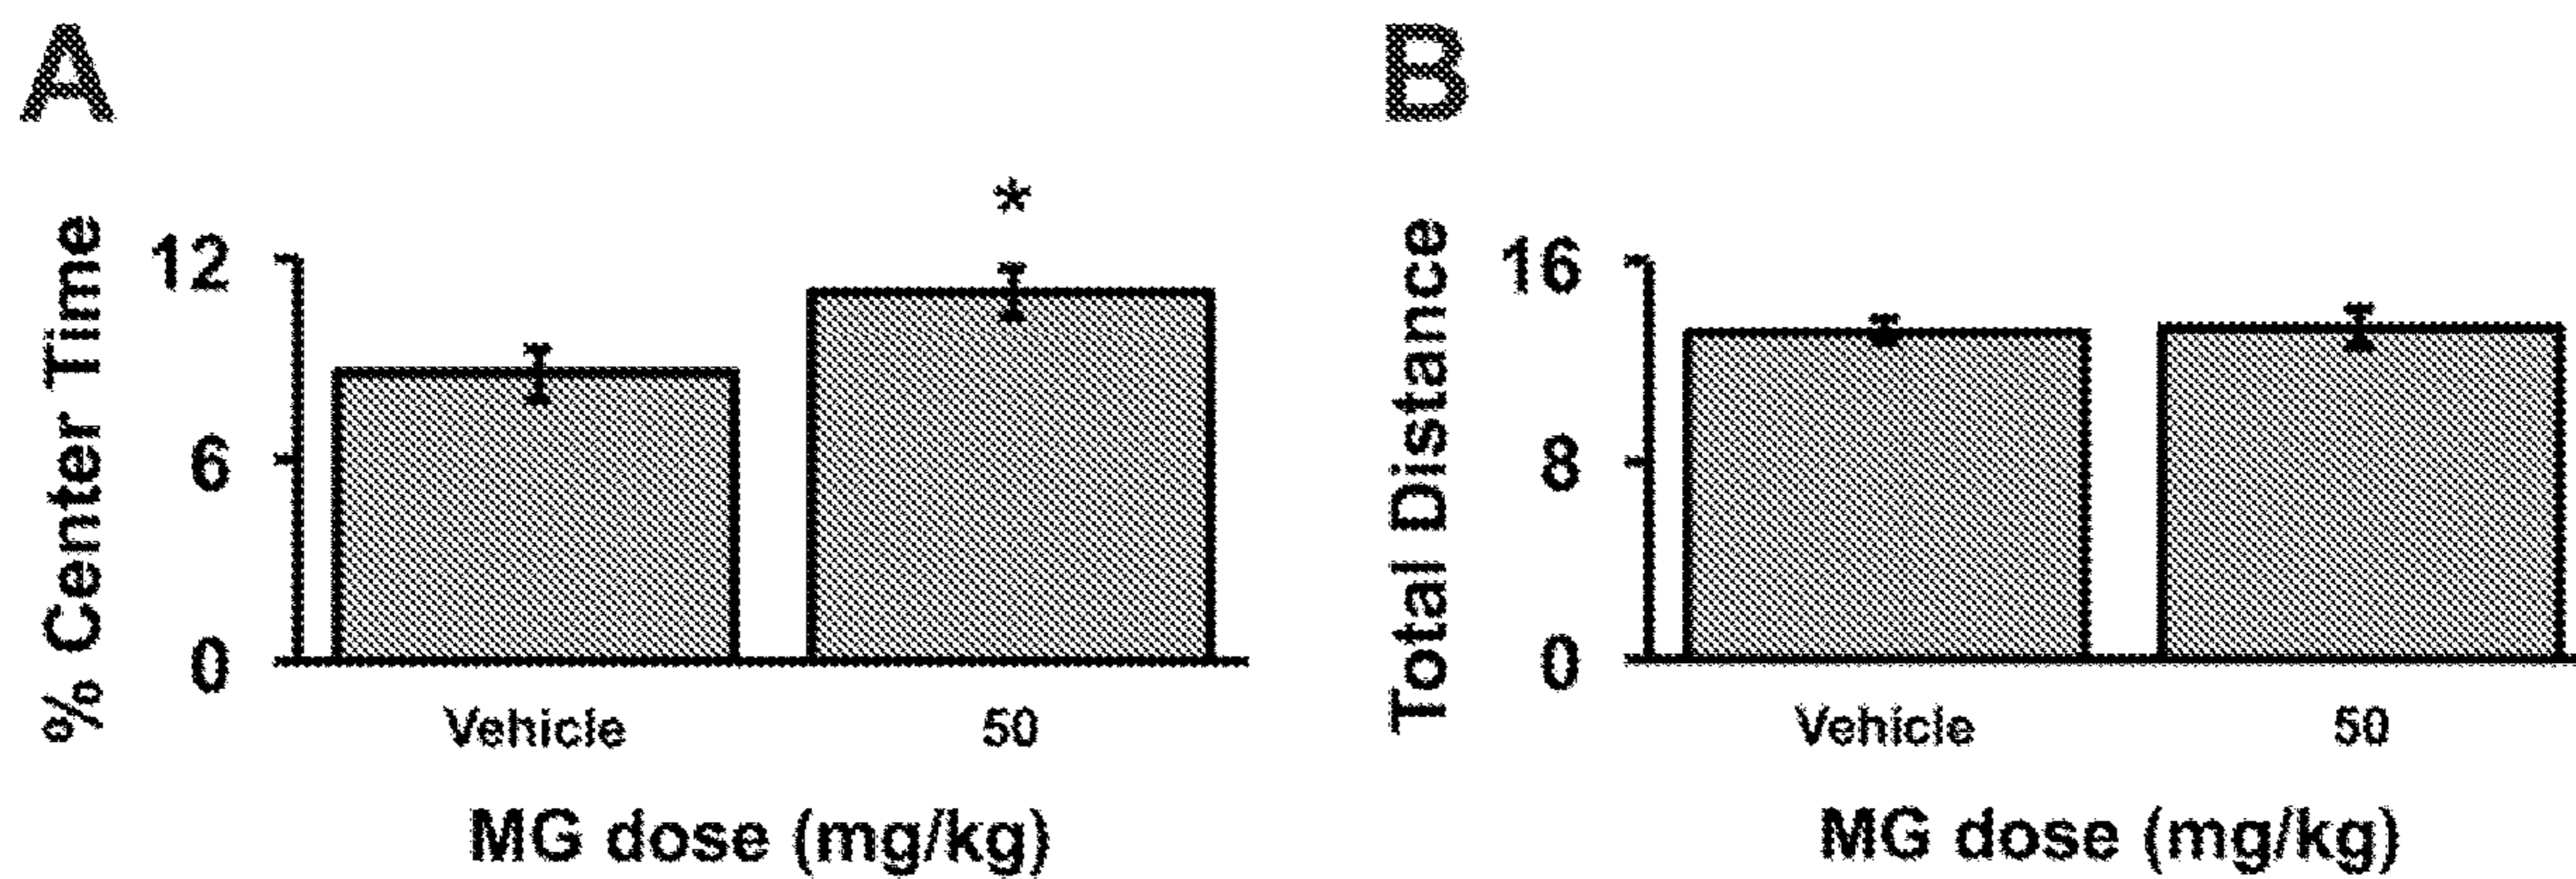 A
% Center Time
12
6
0
*
Vehicle
50
MG dose (mg/kg)
B
Total Distance
16
8
0
Vehicle
50
MG dose (mg/kg)